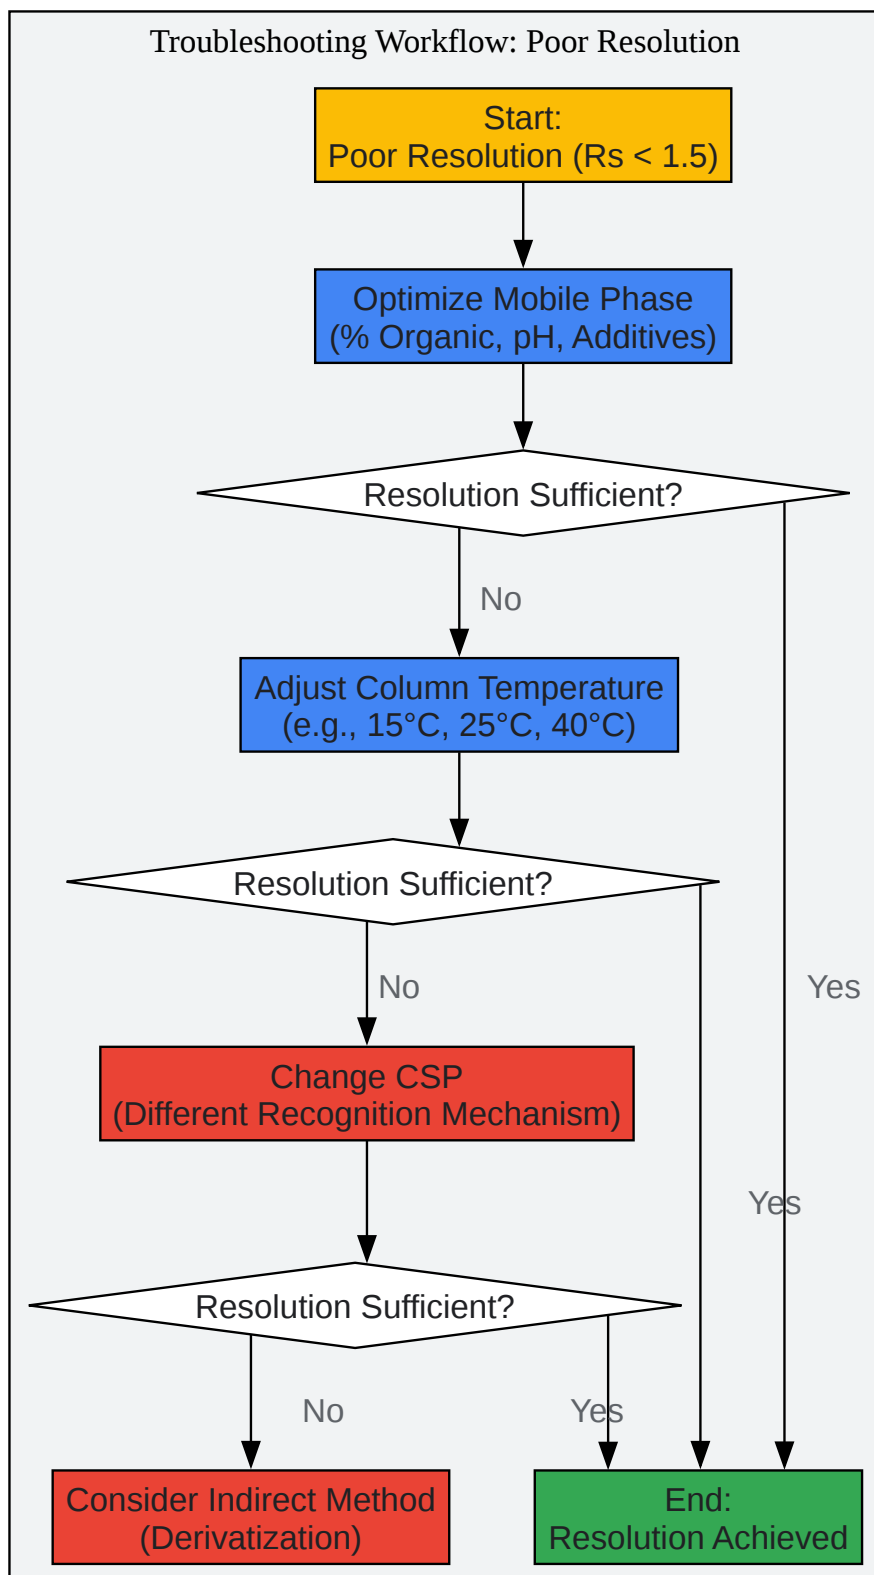 Troubleshooting Workflow: Poor Resolution
Start:
Poor Resolution (Rs < 1.5)
Optimize Mobile Phase
(% Organic, pH, Additives)
Resolution Sufficient?
No
Adjust Column Temperature
(e.g., 15°C, 25°C, 40°C)
Resolution Sufficient?
No
Yes
Change CSP
(Different Recognition Mechanism)
Yes
Resolution Sufficient?
No
Yes
Consider Indirect Method
(Derivatization)
End:
Resolution Achieved